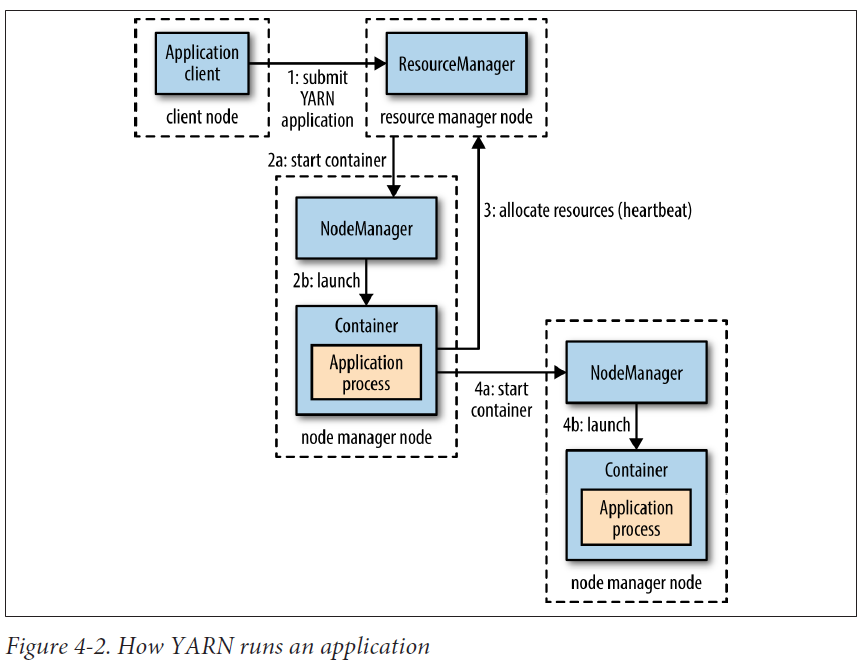 Application
client
client node
1: submit
YARN
application
ResourceManager
resource manager node
2a: start container
NodeManager
2b: launch
Container
Application
process
node manager node
3: allocate resources (heartbeat)
4a: start
container
NodeManager
4b: launch
Container
Application
process
node manager node
Figure 4-2. How YARN runs an application